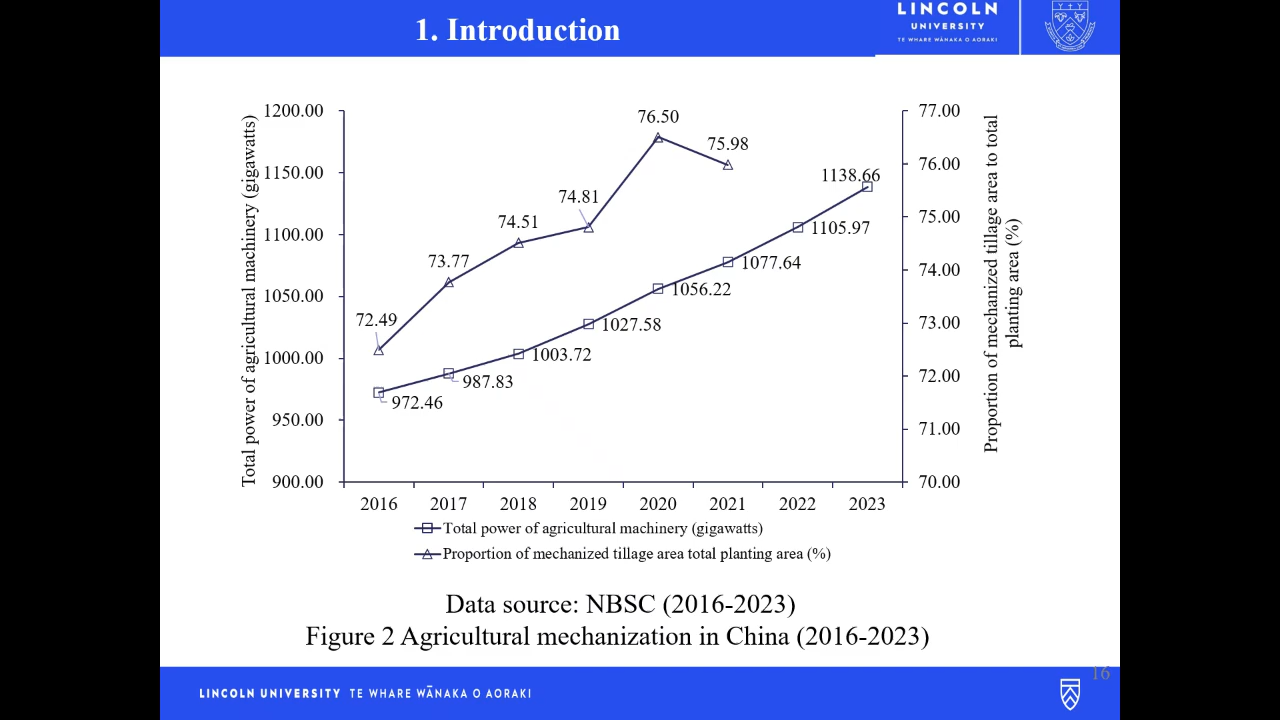 1. Introduction
LINCOLN
UNIVERSITY
TE WHARE WĀNAKA O AORAKI
Total power of agricultural machinery (gigawatts)
1200.00
1150.00
1100.00
1050.00
1000.00
950.00
900.00
76.50
75.98
74.81
74.51
73.77
72.49
1138.66
1105.97
1077.64
1056.22
1027.58
1003.72
987.83
972.46
77.00
76.00
75.00
74.00
73.00
72.00
71.00
70.00
Proportion of mechanized tillage area to total
planting area (%)
2016 2017 2018 2019 2020 2021 2022 2023
Total power of agricultural machinery (gigawatts)
Proportion of mechanized tillage area total planting area (%)
Data source: NBSC (2016-2023)
Figure 2 Agricultural mechanization in China (2016-2023)
16
LINCOLN UNIVERSITY TE WHARE WĀNAKA O AORAKI